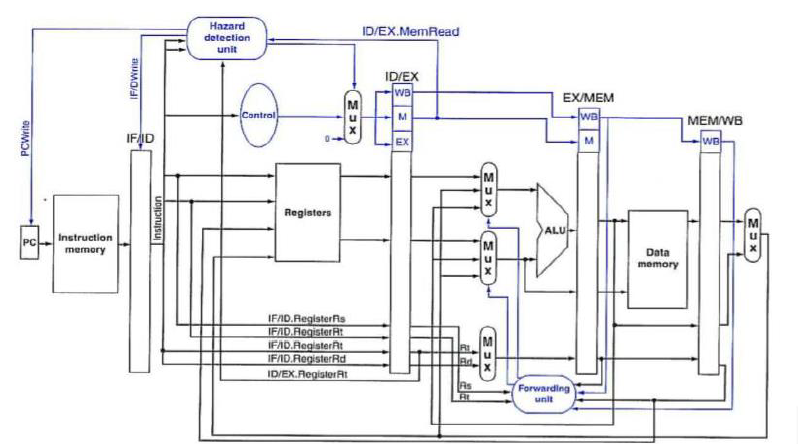 Hazard
detection
unit
ID/EX.MemRead
ID/EX
WB
IF/DWrite
PCWrite
Control
Mux
M
EX
0
EX/MEM
WB
M
MEM/WB
WB
IF/ID
Instruction
Registers
Mux
Mux
ALU
PC
Instruction
memory
Data
memory
Mux
IF/ID.RegisterRs
IF/ID.RegisterRt
IF/ID.RegisterRt
IF/ID.RegisterRd
ID/EX.RegisterRt
Rt
Rd
Mux
Rs
Rt
Forwarding
unit